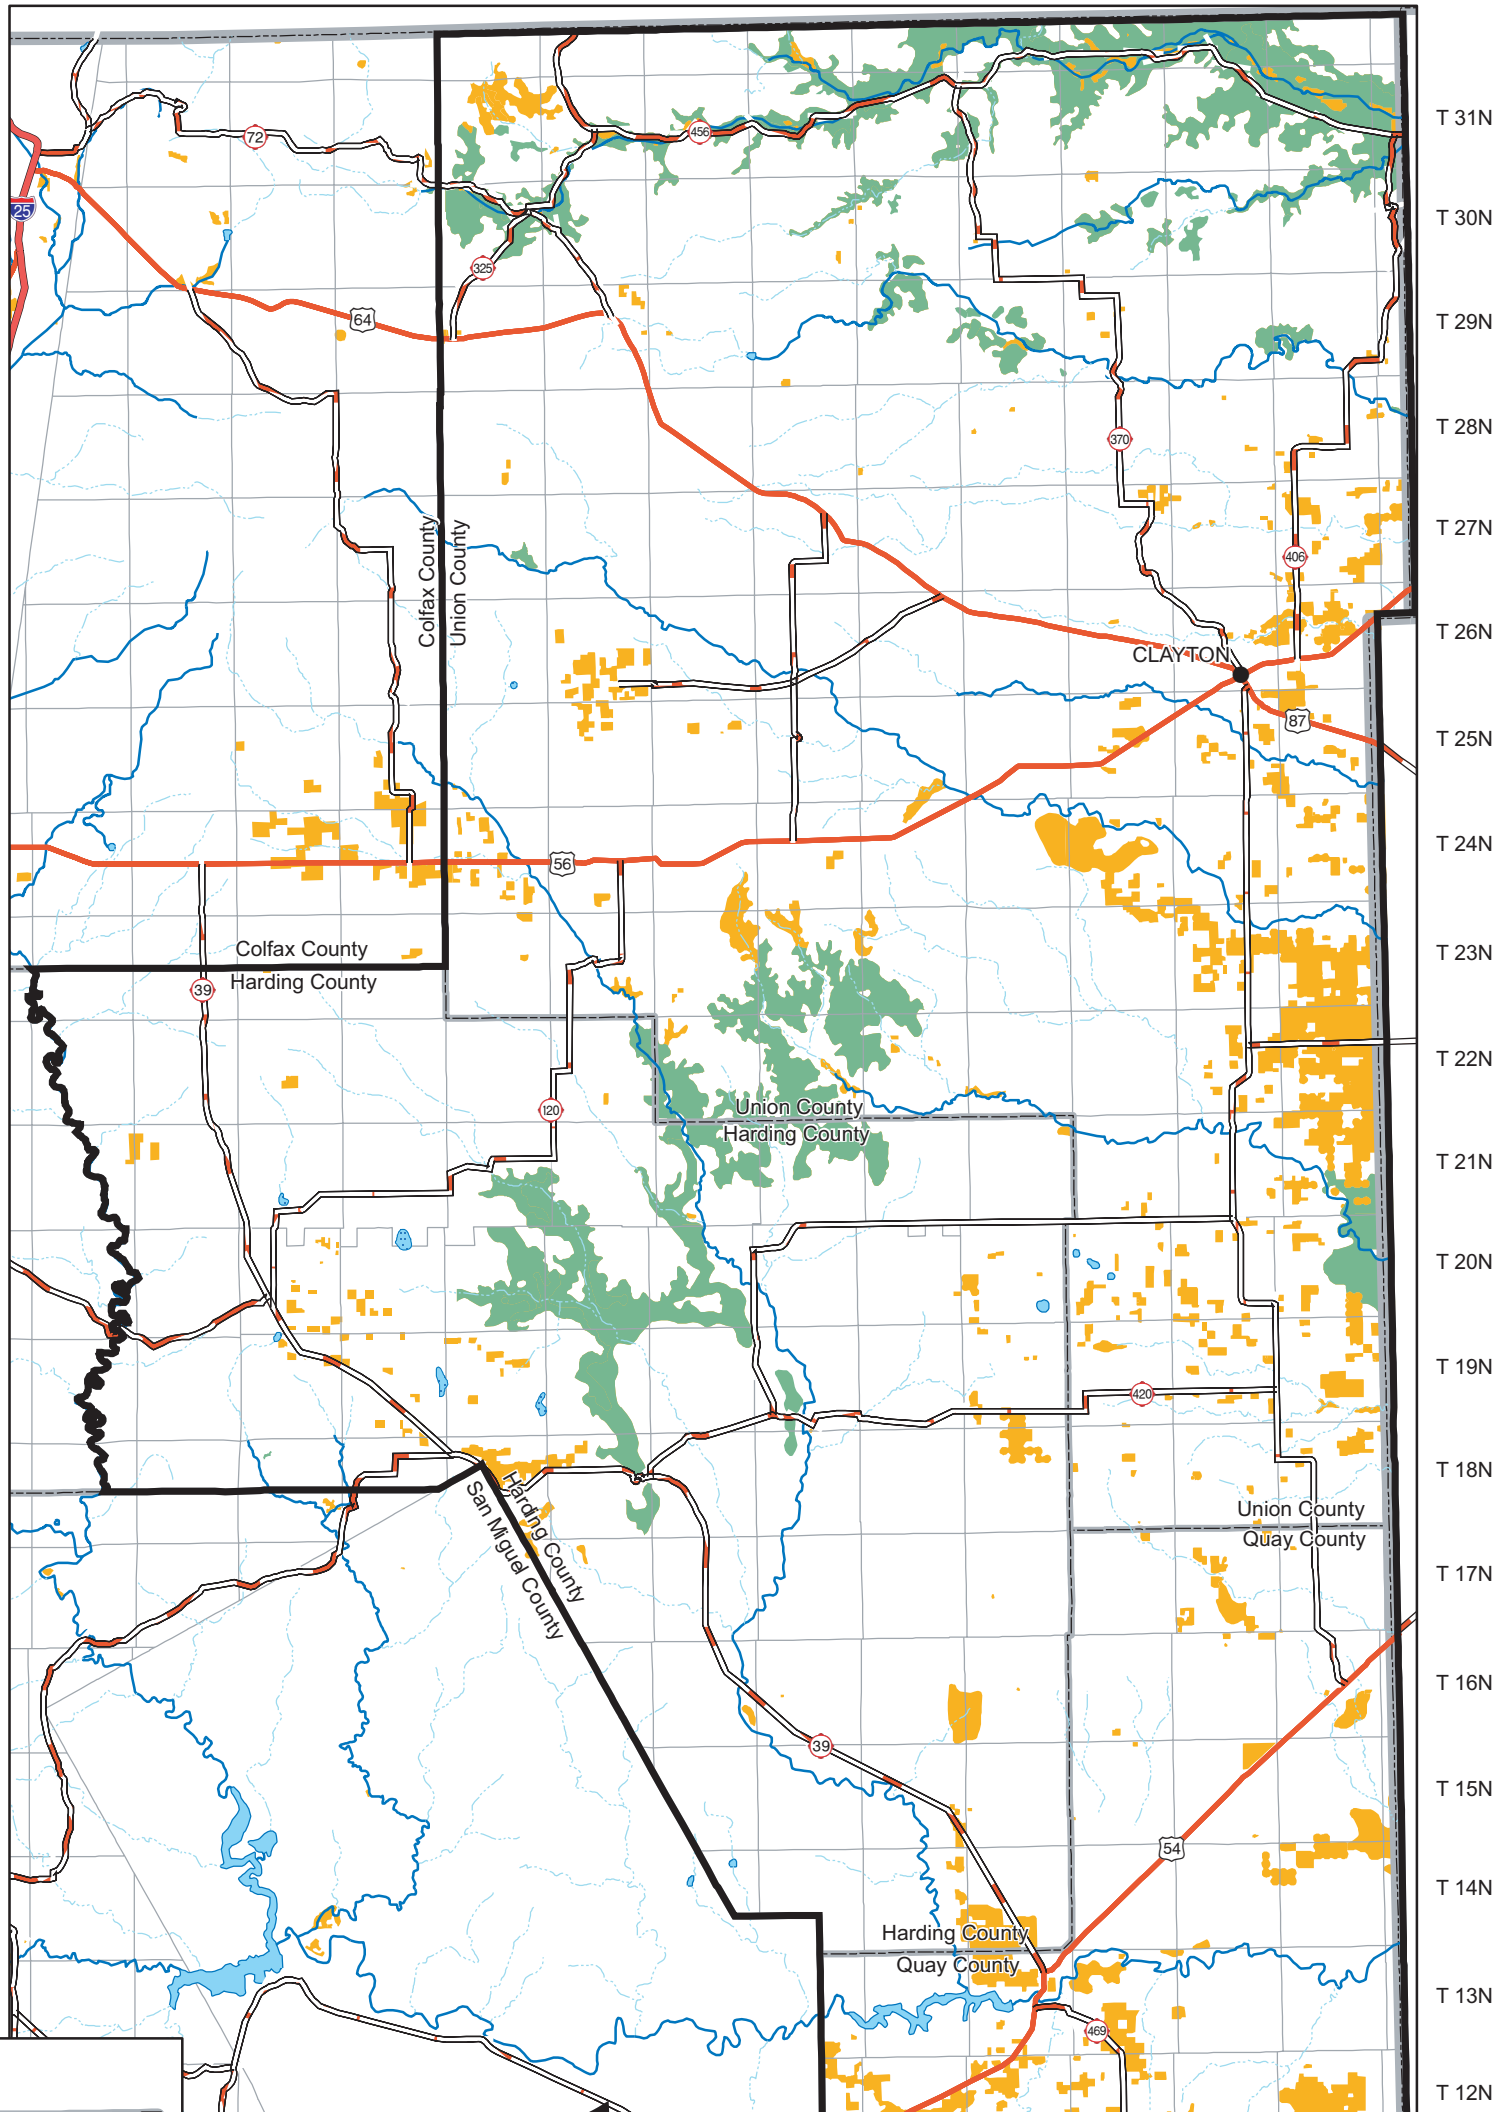 T 31N
456
72
25
T 30N
325
T 29N
64
T 28N
370
T 27N
Colfax County
Union County
406
T 26N
CLAYTON
87
T 25N
T 24N
56
Colfax County
T 23N
Harding County
39
T 22N
120
Union County
Harding County
T 21N
T 20N
T 19N
420
T 18N
Harding County
San Miguel County
Union County
Quay County
T 17N
T 16N
39
T 15N
54
T 14N
Harding County
Quay County
T 13N
469
T 12N